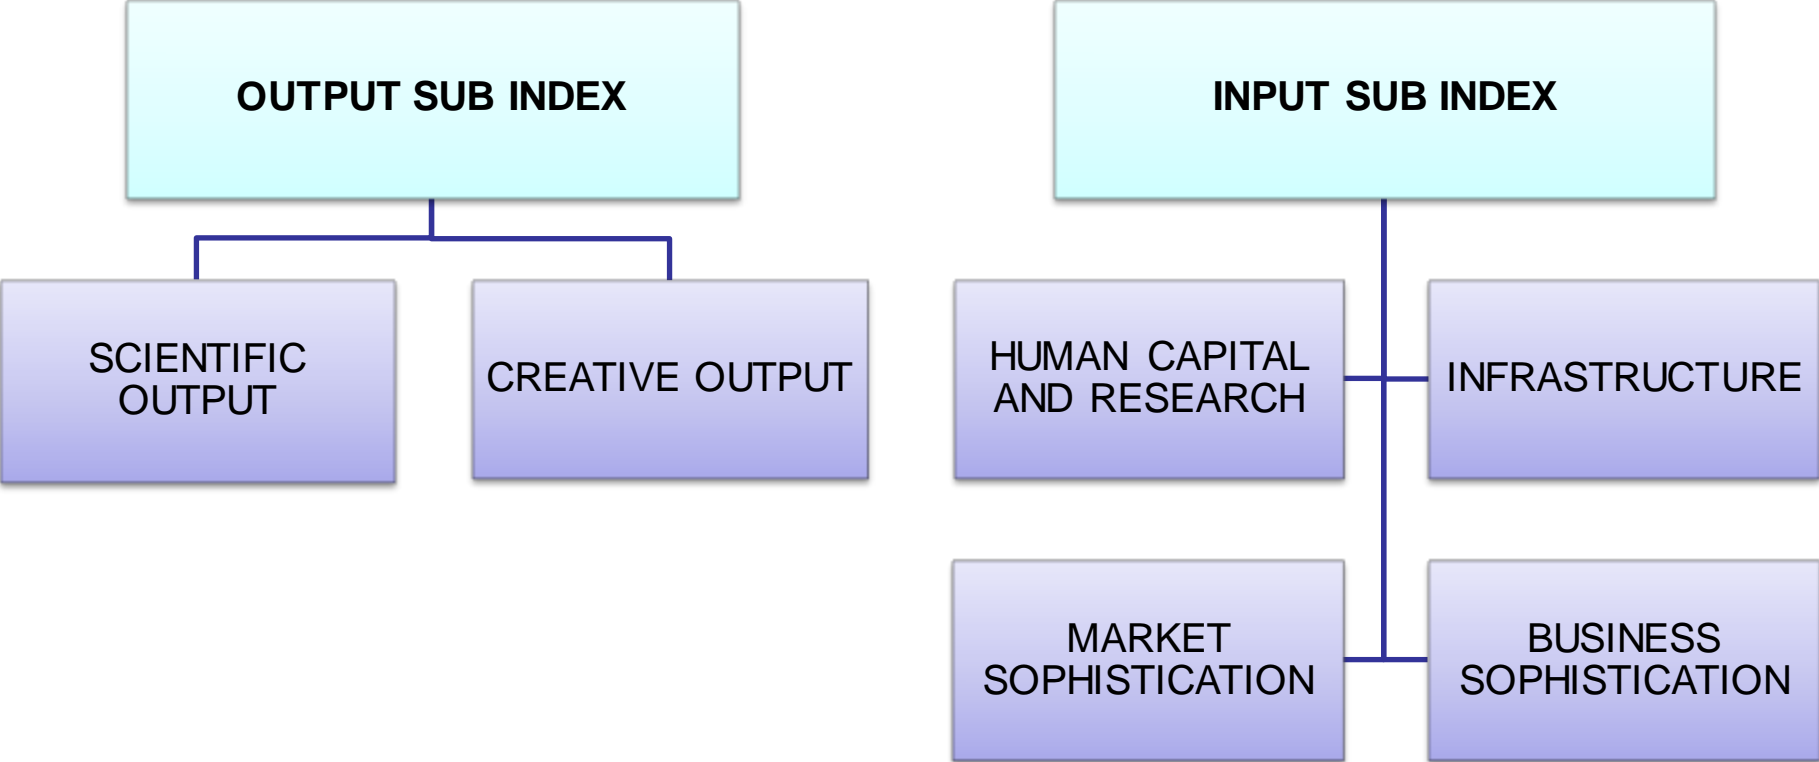 OUTPUT SUB INDEX
INPUT SUB INDEX
SCIENTIFIC
OUTPUT
CREATIVE OUTPUT
HUMAN CAPITAL
AND RESEARCH
INFRASTRUCTURE
MARKET
SOPHISTICATION
BUSINESS
SOPHISTICATION